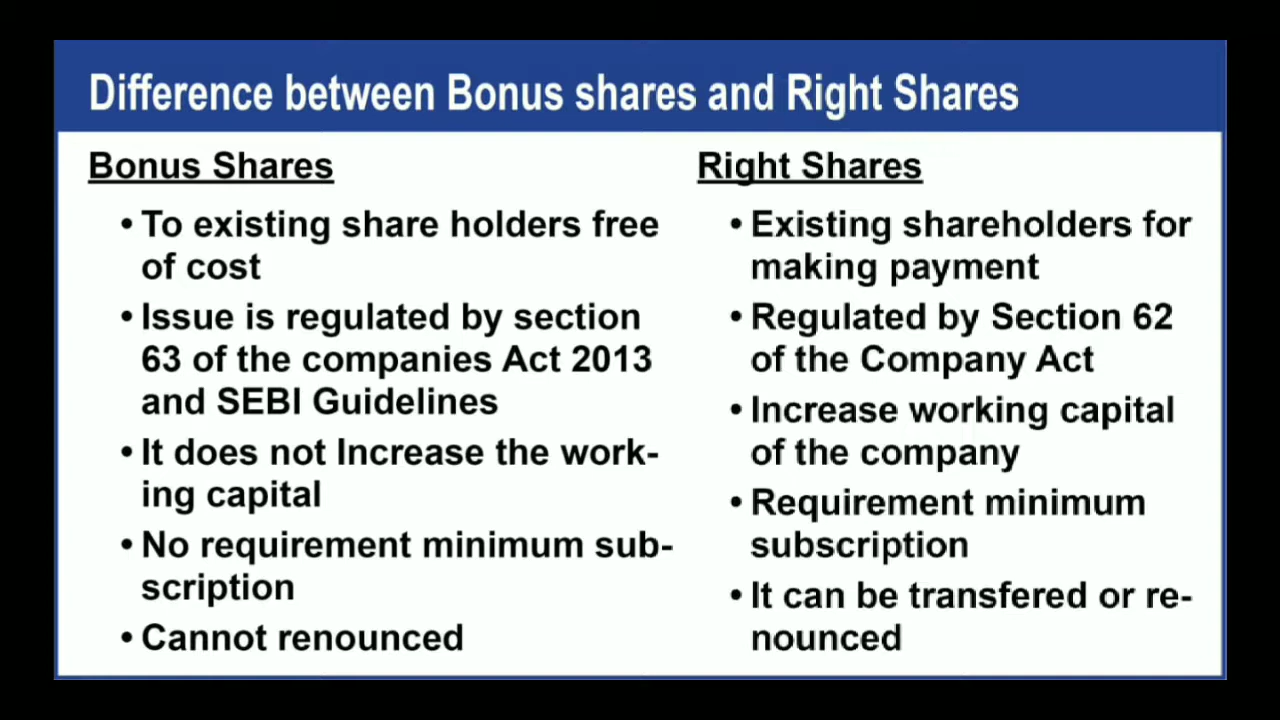 Difference between Bonus shares and Right Shares
Bonus Shares
• To existing share holders free
of cost
• Issue is regulated by section
63 of the companies Act 2013
and SEBI Guidelines
• It does not Increase the work-
ing capital
• No requirement minimum sub-
scription
• Cannot renounced
Right Shares
• Existing shareholders for
making payment
• Regulated by Section 62
of the Company Act
• Increase working capital
of the company
• Requirement minimum
subscription
• It can be transfered or re-
nounced